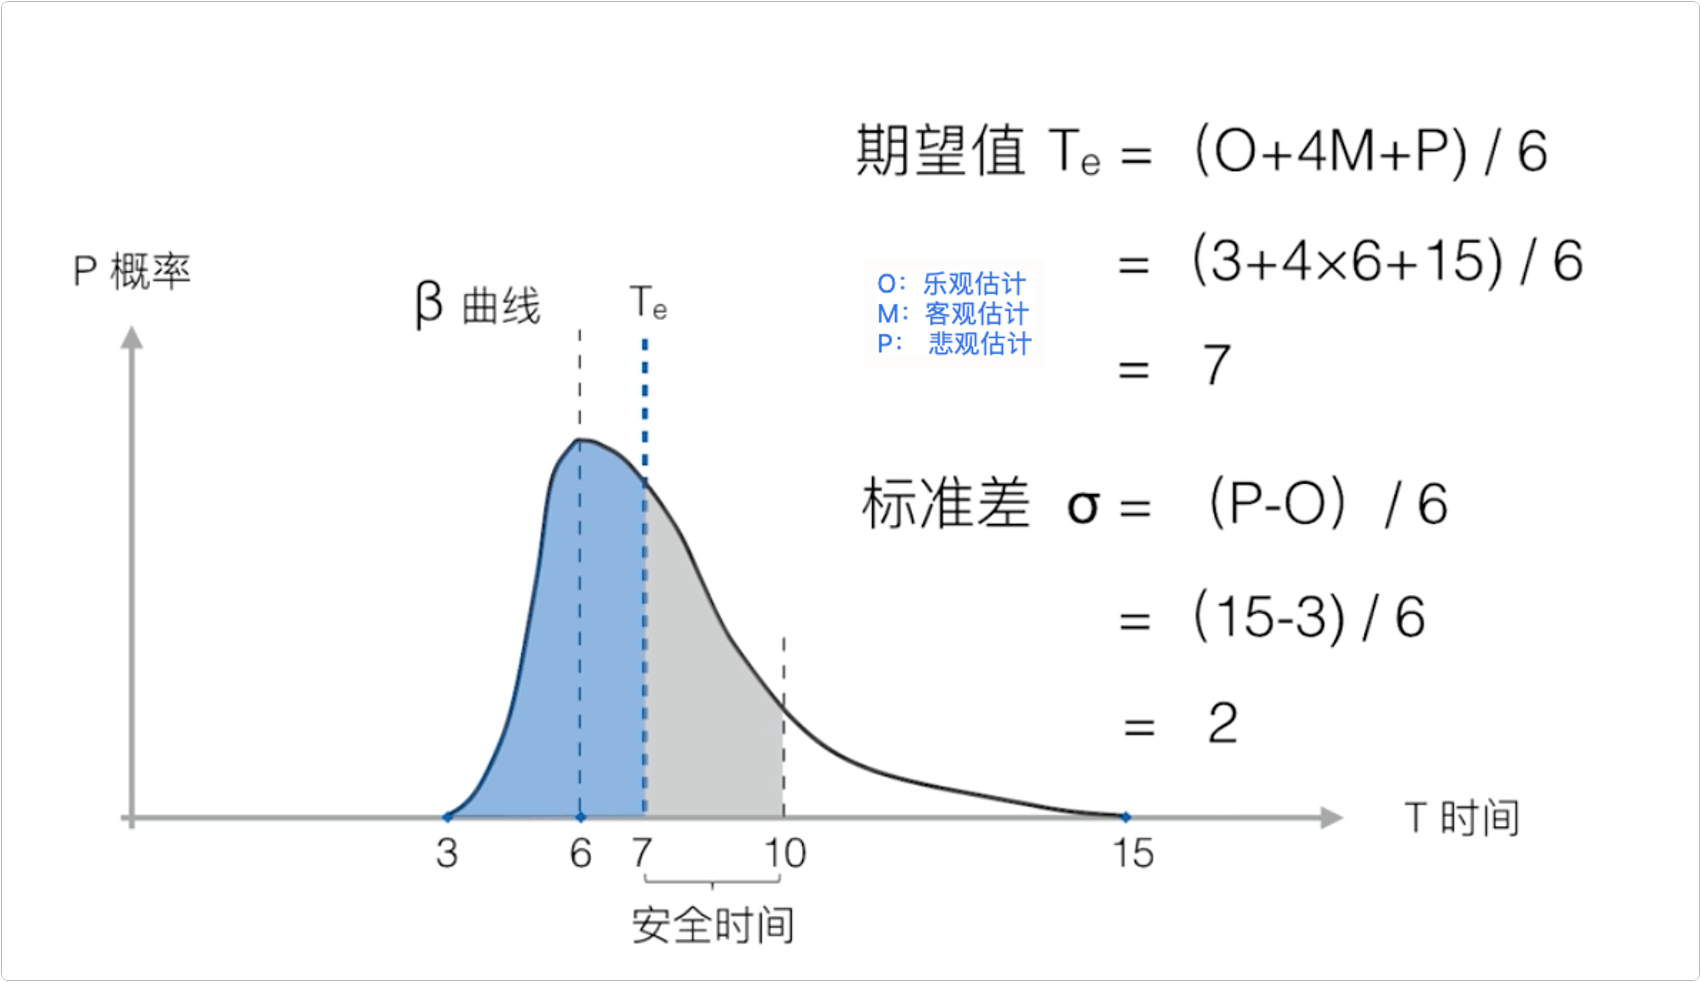 期望值 Te = (O+4M+P) / 6
= (3+4×6+15) / 6
= 7
O：乐观估计
M：客观估计
P： 悲观估计
标准差 σ = （P-O） / 6
= (15-3) / 6
= 2
P 概率
β 曲线
Te
3 6 7 10 15
T 时间
安全时间